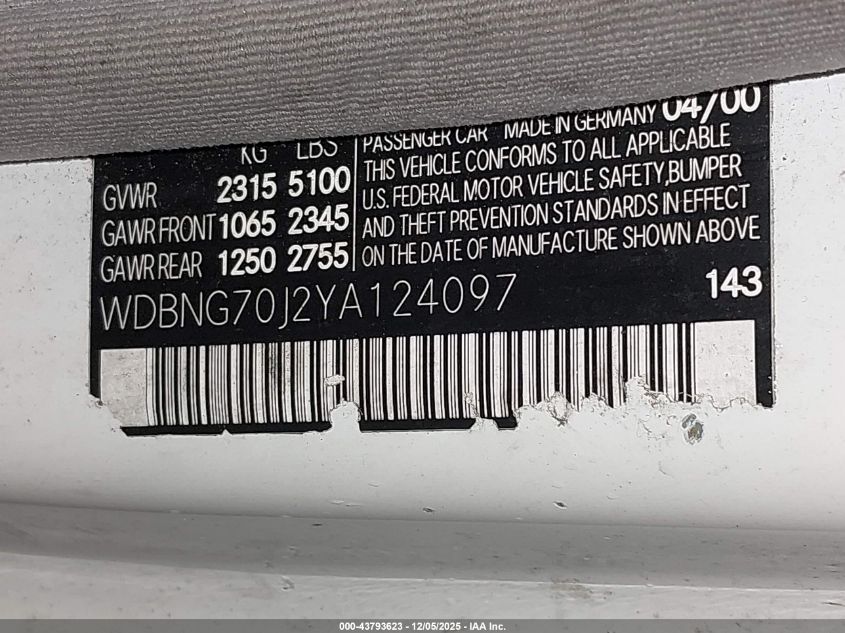 KG LBS
GVWR 2315 5100
GAWR FRONT 1065 2345
GAWR REAR 1250 2755
PASSENGER CAR MADE IN GERMANY 04/00
THIS VEHICLE CONFORMS TO ALL APPLICABLE
U.S. FEDERAL MOTOR VEHICLE SAFETY,BUMPER
AND THEFT PREVENTION STANDARDS IN EFFECT
ON THE DATE OF MANUFACTURE SHOWN ABOVE
WDBNG70J2YA124097
143
000-43793623 - 12/05/2025 - IAA Inc.